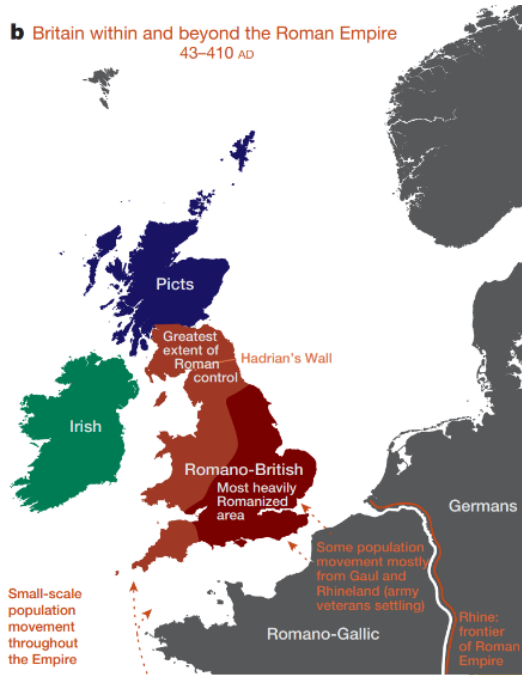 b Britain within and beyond the Roman Empire
43–410 AD
Picts
Greatest
extent of
Roman
control
Hadrian's Wall
Irish
Romano-British
Most heavily
Romanized
area
Germans
Some population
movement mostly
from Gaul and
Rhineland (army
veterans settling)
Small-scale
population
movement
throughout
the Empire
Romano-Gallic
Rhine:
frontier
of Roman
Empire